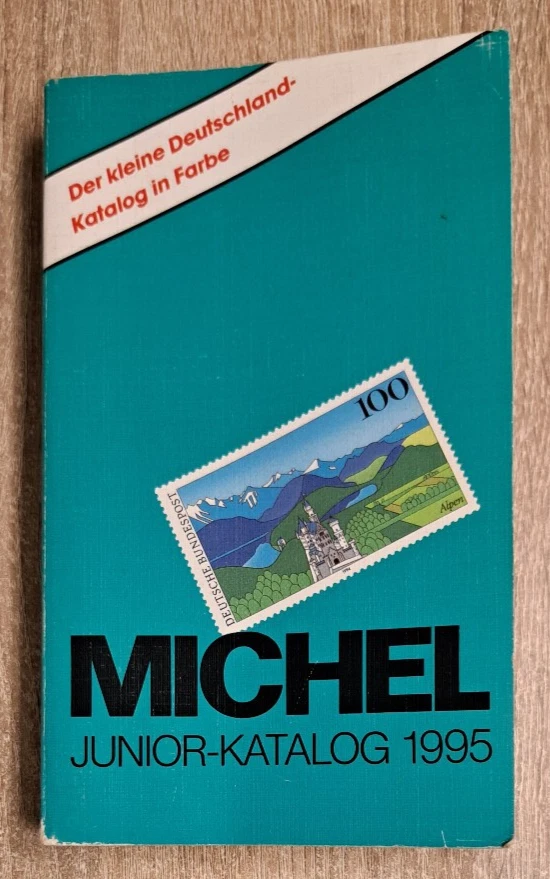 Der kleine Deutschland-
Katalog in Farbe
100
Alpen
DEUTSCHE BUNDESPOST
MICHEL
JUNIOR-KATALOG 1995